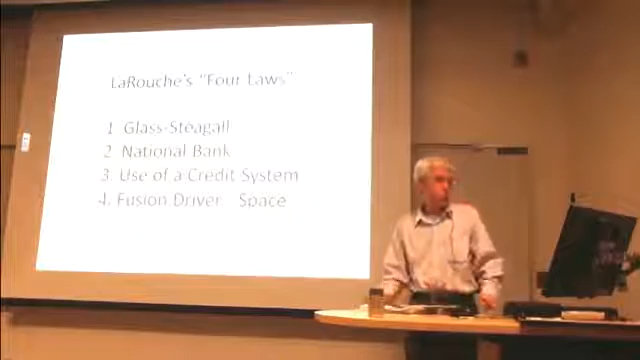 LaRouche's "Four Laws"
1 Glass-Steagall
2 National Bank
3 Use of a Credit System
4. Fusion Driver Space